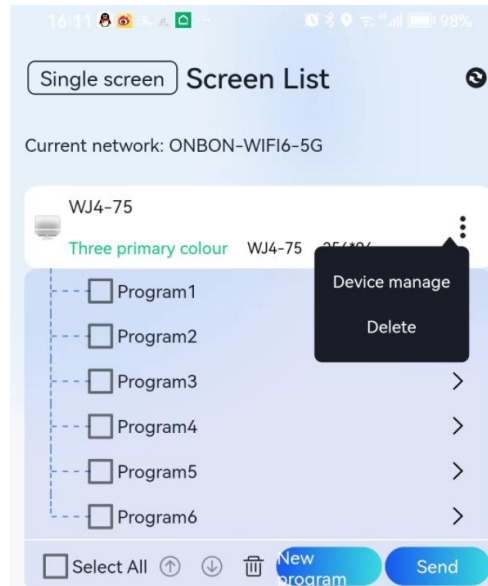 16:11 98%
Single screen Screen List
Current network: ONBON-WIFI6-5G
WJ4-75
Three primary colour WJ4-75
Device manage
Delete
Program1
Program2
Program3
Program4
Program5
Program6
Select All New program Send